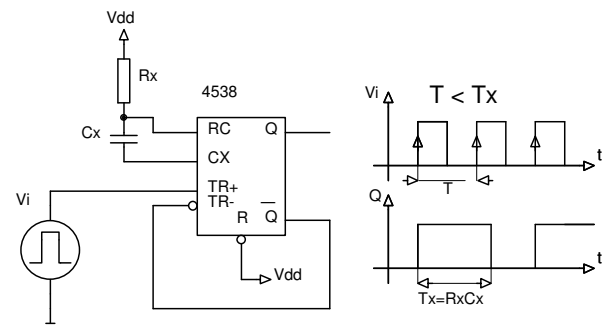 Vdd
Rx
4538
Cx
RC Q
CX
Vi
TR+
TR-
R Q
Vdd
Vi T < Tx
t
T
Q
t
Tx=RxCx